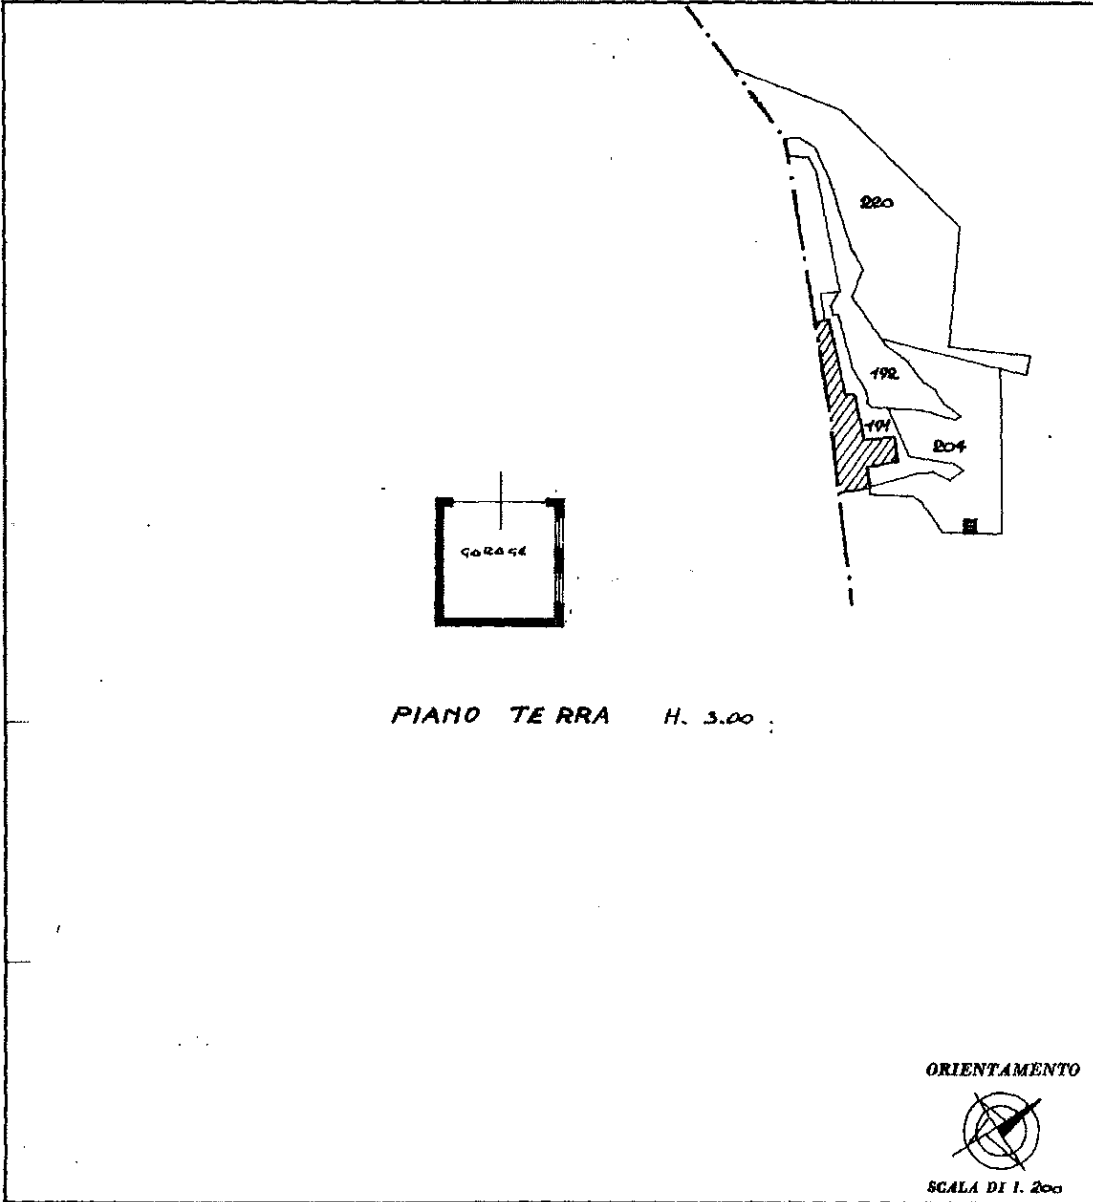 220
192
191
204
GARAGE
PIANO TERRA H. 3.00
ORIENTAMENTO
SCALA DI 1. 200